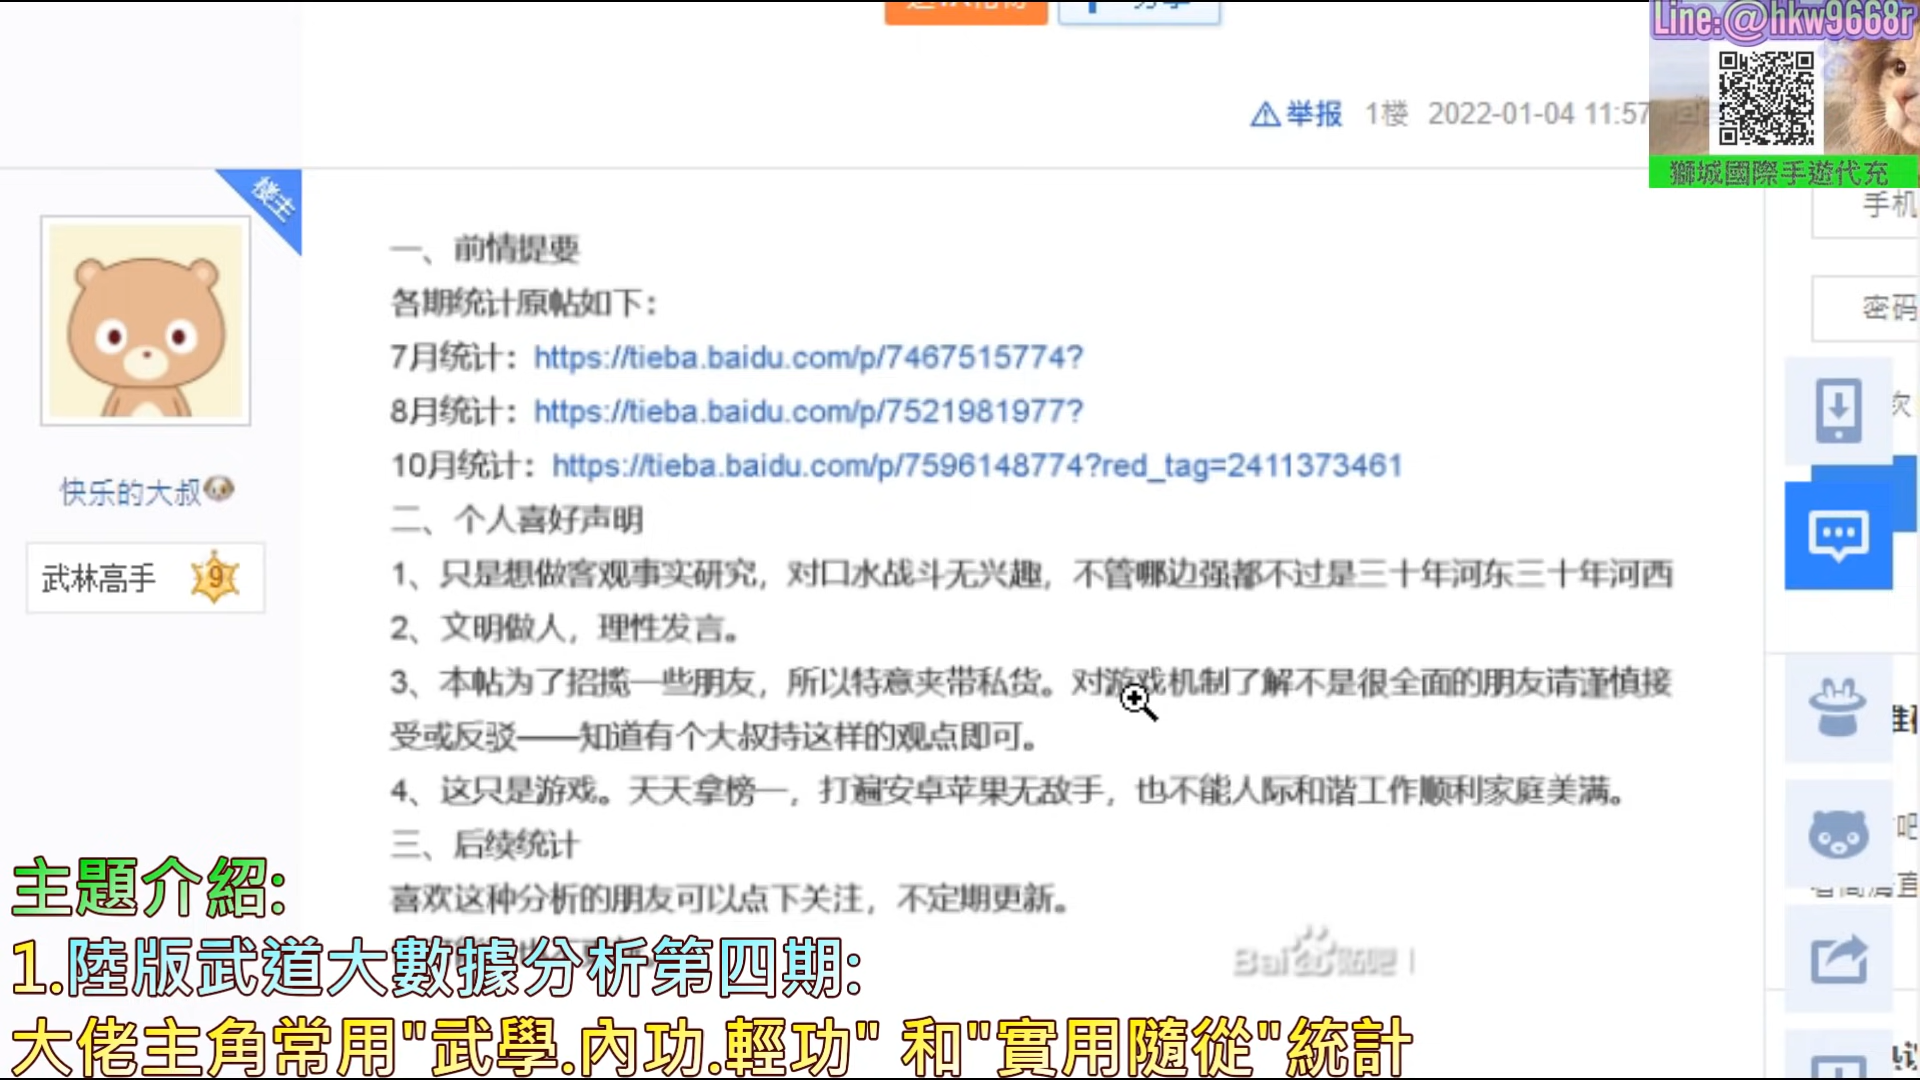 Line:@hkw9668r
举报 1楼 2022-01-04 11:57
獅城國際手遊代充
楼主
手机
密码
一、前情提要
各期统计原帖如下：
7月统计：https://tieba.baidu.com/p/7467515774?
8月统计：https://tieba.baidu.com/p/7521981977?
10月统计：https://tieba.baidu.com/p/7596148774?red_tag=2411373461
快乐的大叔
二、个人喜好声明
武林高手 9
1、只是想做客观事实研究，对口水战斗无兴趣，不管哪边强都不过是三十年河东三十年河西
2、文明做人，理性发言。
3、本帖为了招揽一些朋友，所以特意夹带私货。对游戏机制了解不是很全面的朋友请谨慎接
受或反驳——知道有个大叔持这样的观点即可。
4、这只是游戏。天天拿榜一，打遍安卓苹果无敌手，也不能人际和谐工作顺利家庭美满。
三、后续统计
喜欢这种分析的朋友可以点下关注，不定期更新。
Bai贴吧
主題介紹:
1.陸版武道大數據分析第四期:
大佬主角常用"武學.內功.輕功" 和"實用隨從"統計